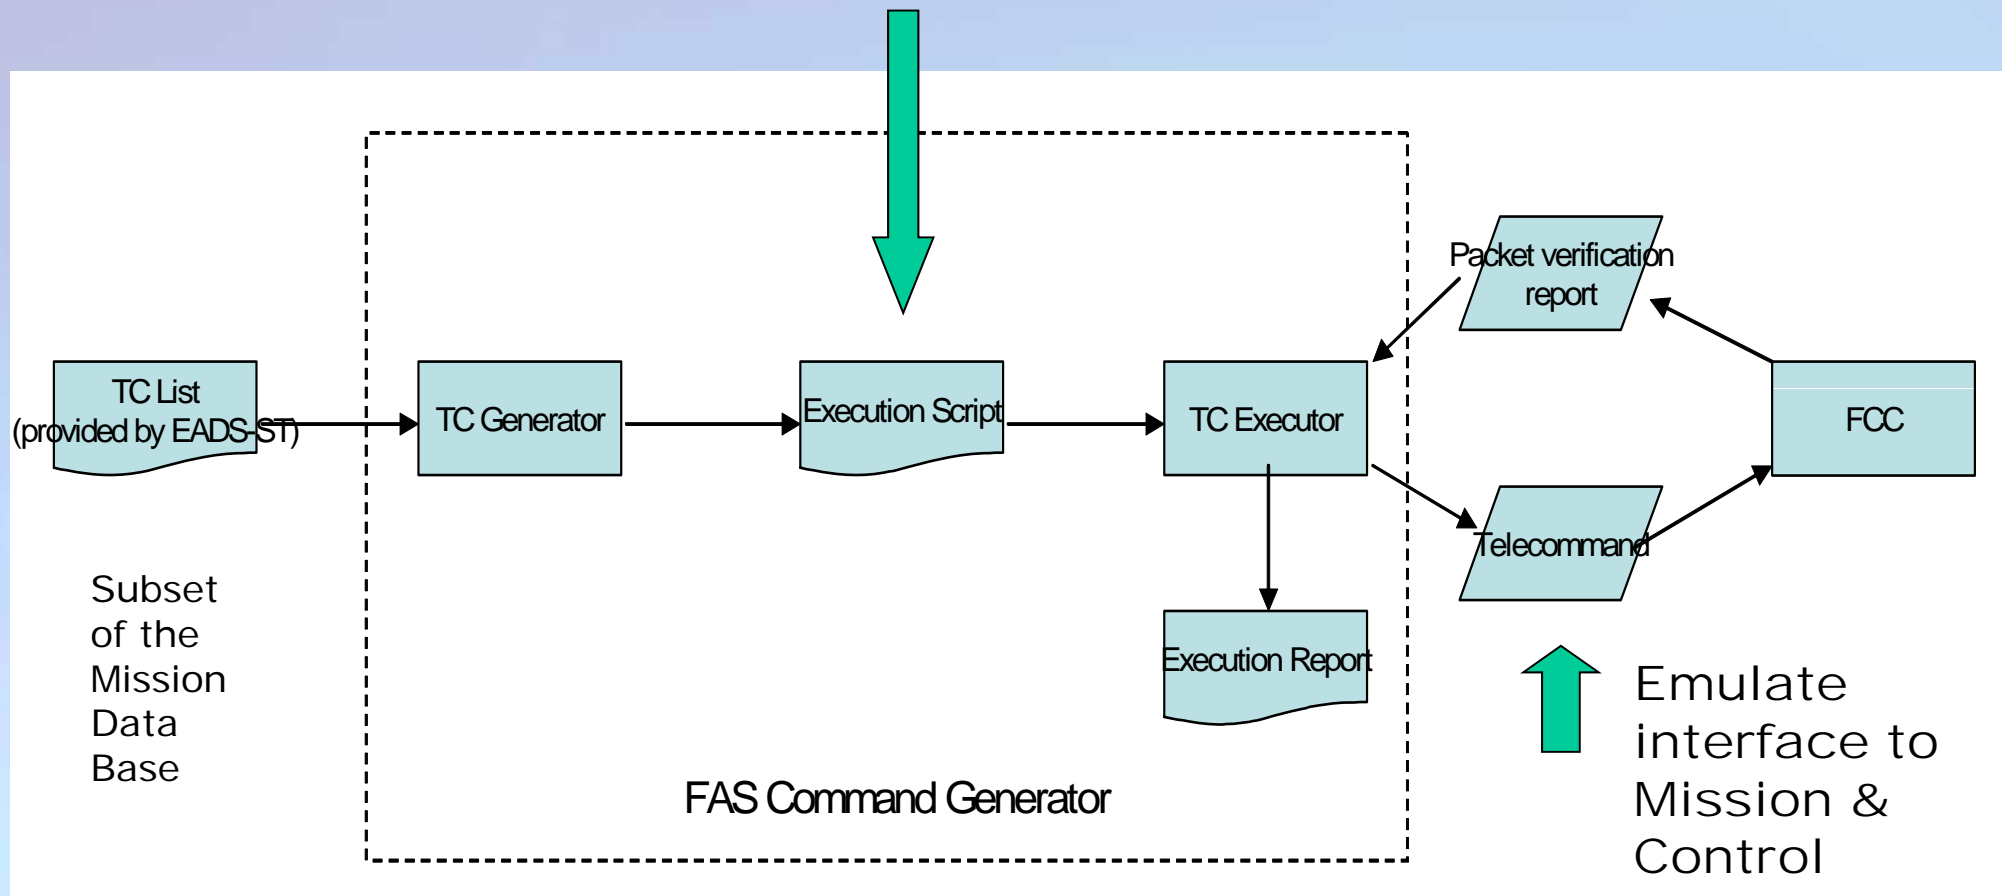 Packet verification
report
TC List
(provided by EADS-ST)
TC Generator
Execution Script
TC Executor
FCC
Telecommand
Subset
of the
Mission
Data
Base
Execution Report
Emulate
interface to
Mission &
Control
FAS Command Generator